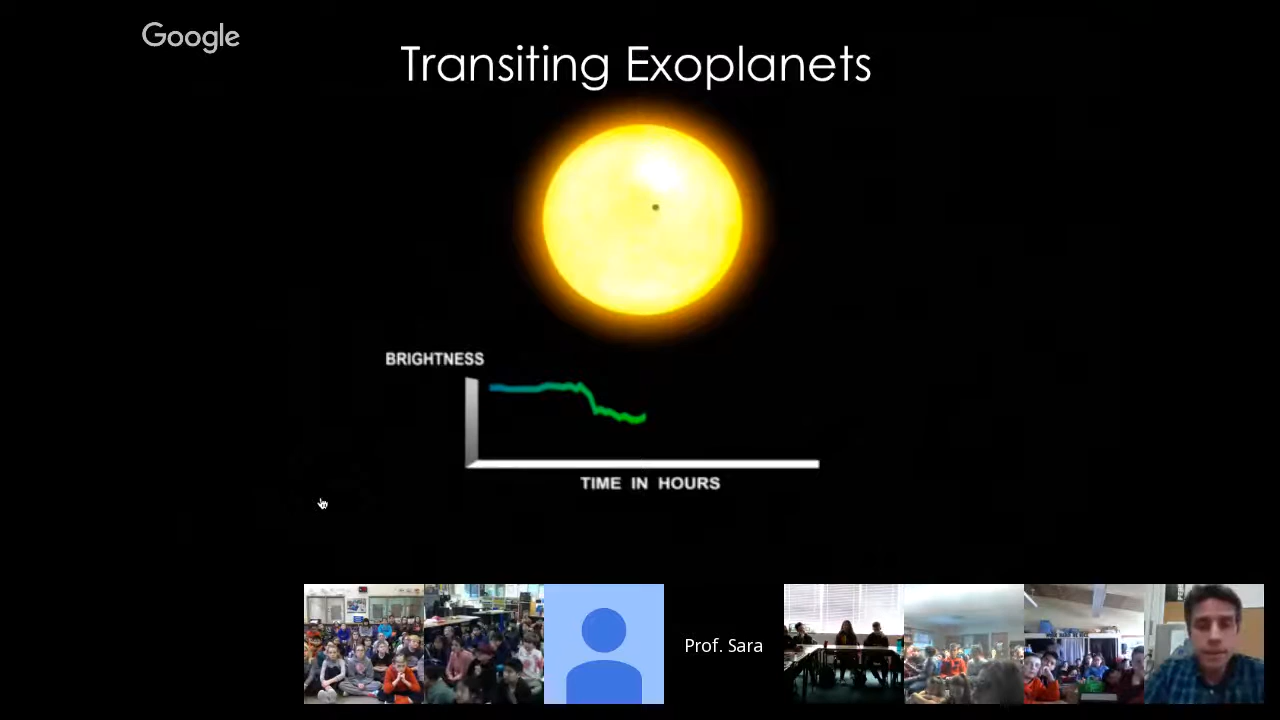 Google
Transiting Exoplanets
BRIGHTNESS
TIME IN HOURS
Prof. Sara